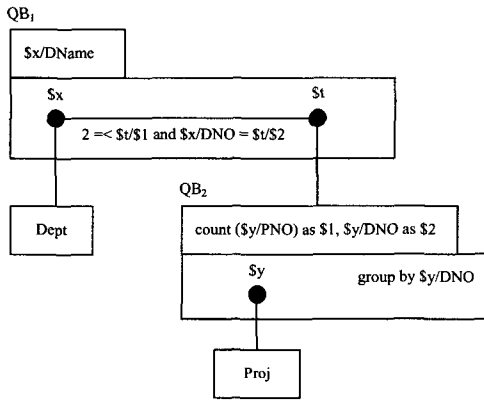 QB₁
$x/DName
$x
$t
2 =< $t/$1 and $x/DNO = $t/$2
QB₂
Dept
count ($y/PNO) as $1, $y/DNO as $2
$y
group by $y/DNO
Proj